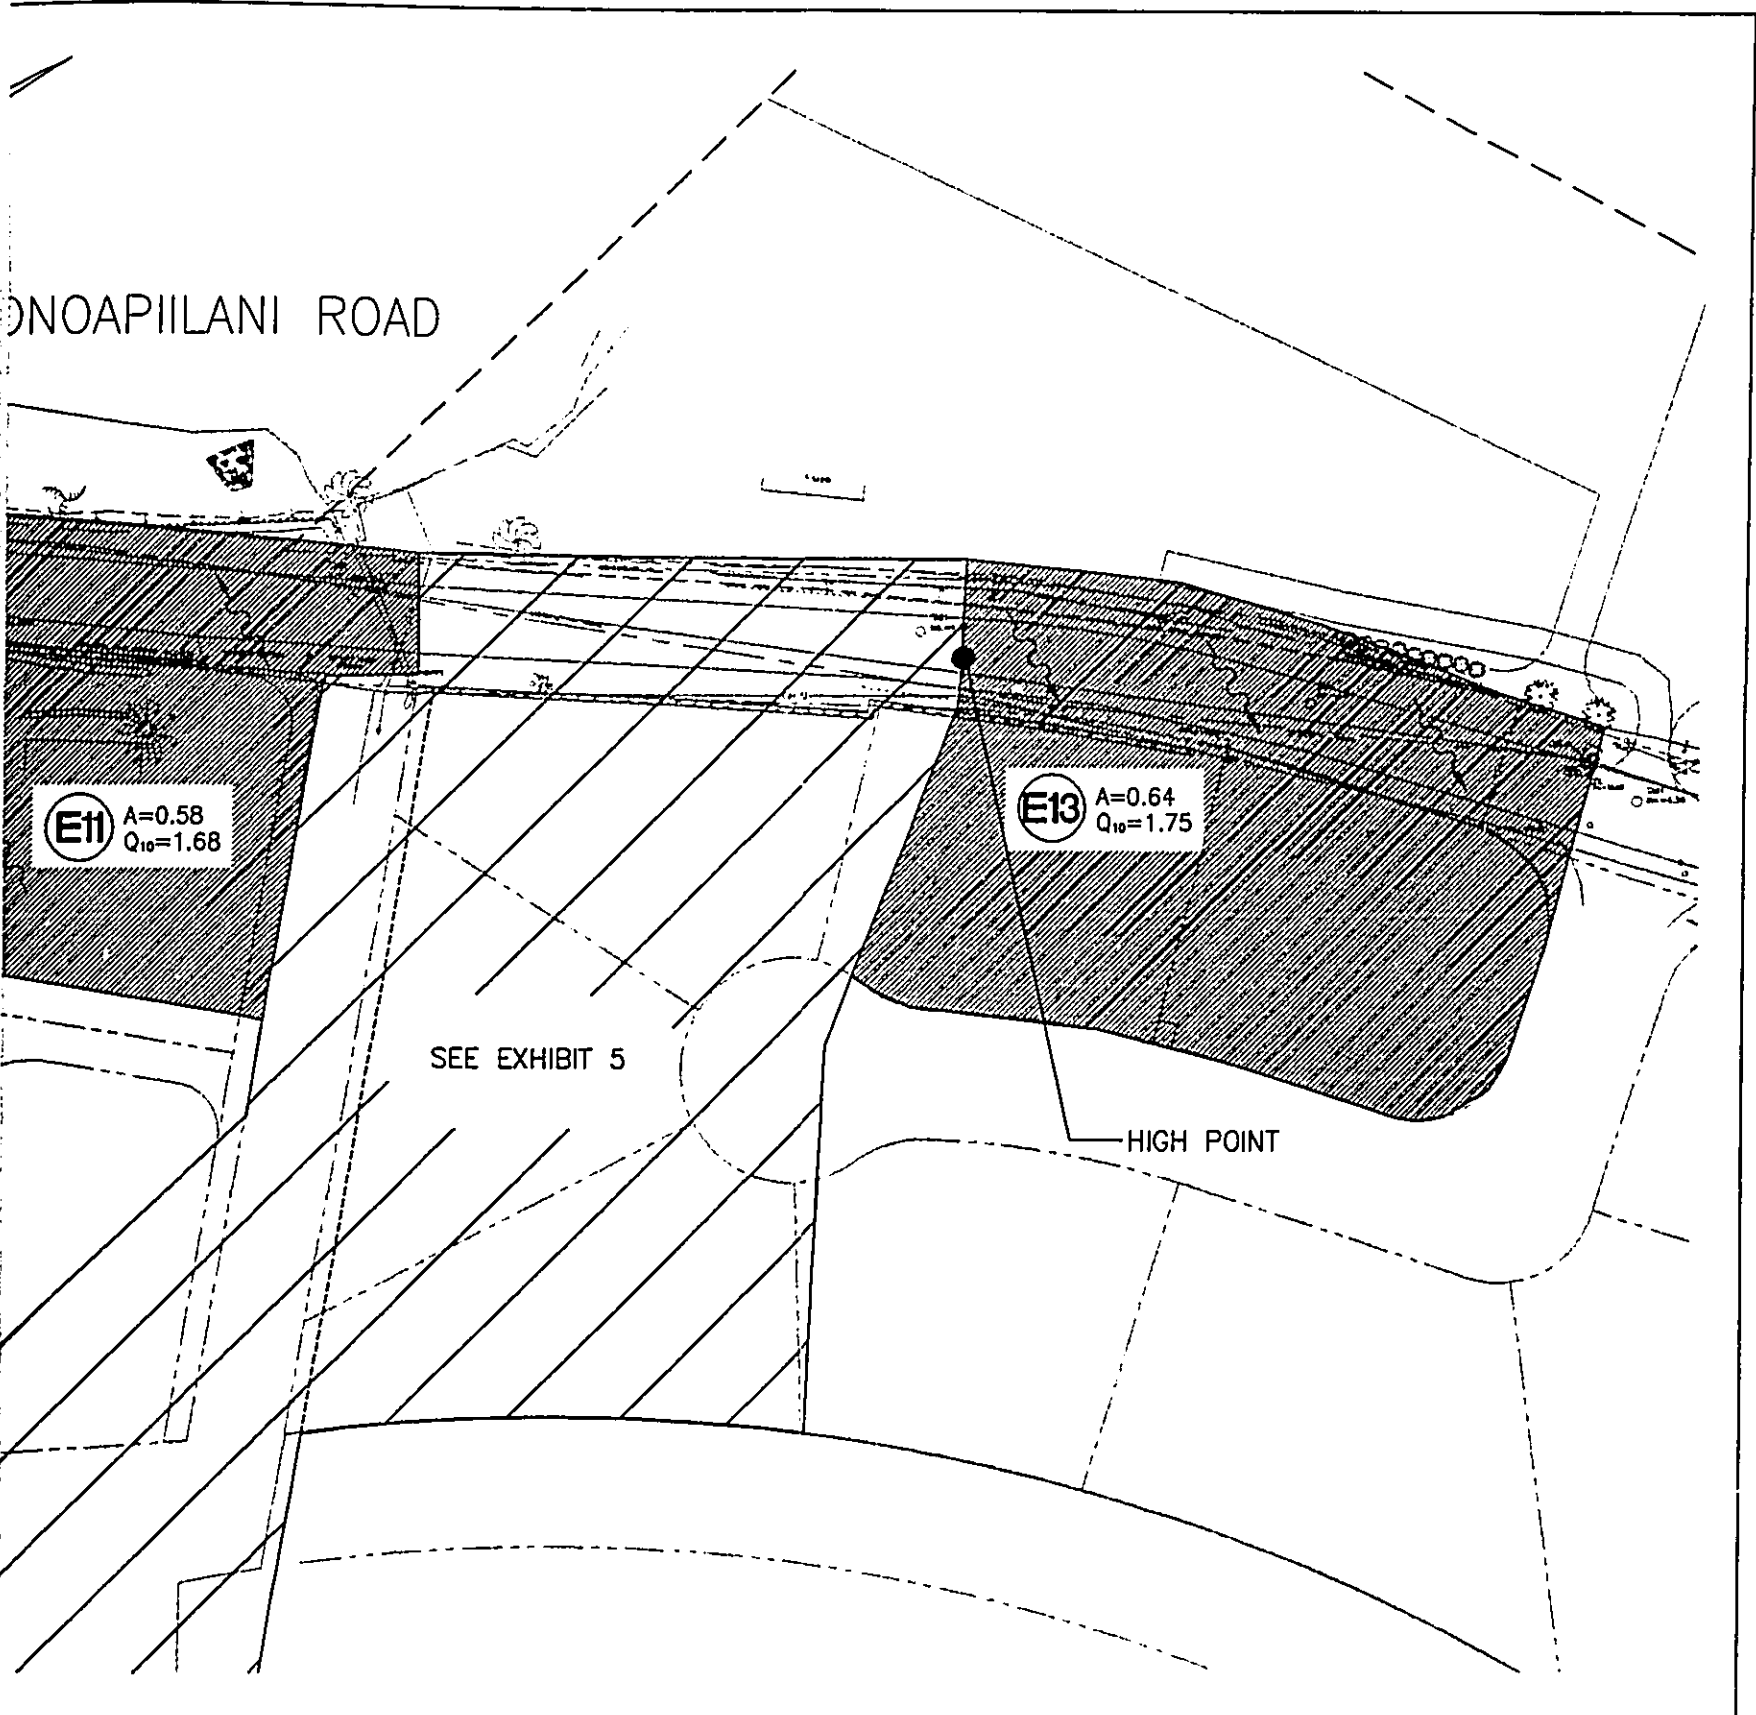 ONOAPIILANI ROAD
E11
A=0.58
Q₁₀=1.68
E13
A=0.64
Q₁₀=1.75
SEE EXHIBIT 5
HIGH POINT